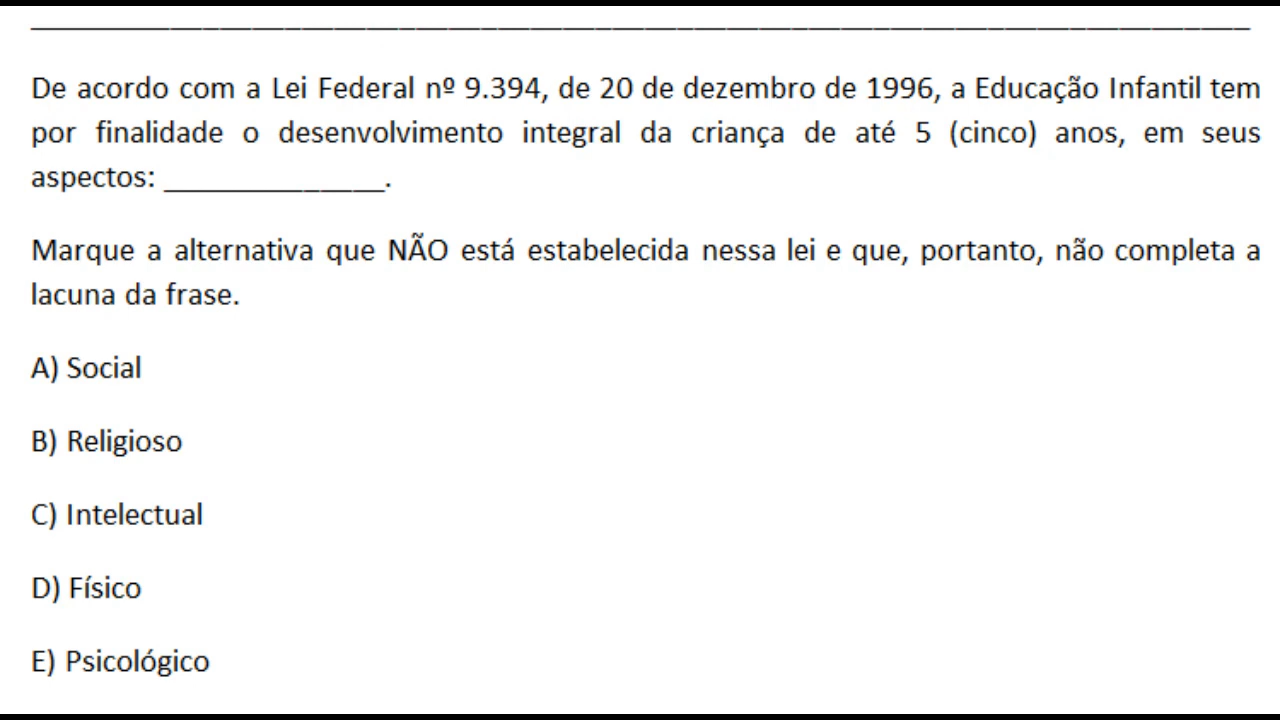 De acordo com a Lei Federal nº 9.394, de 20 de dezembro de 1996, a Educação Infantil tem
por finalidade o desenvolvimento integral da criança de até 5 (cinco) anos, em seus
aspectos: ______________.
Marque a alternativa que NÃO está estabelecida nessa lei e que, portanto, não completa a
lacuna da frase.
A) Social
B) Religioso
C) Intelectual
D) Físico
E) Psicológico